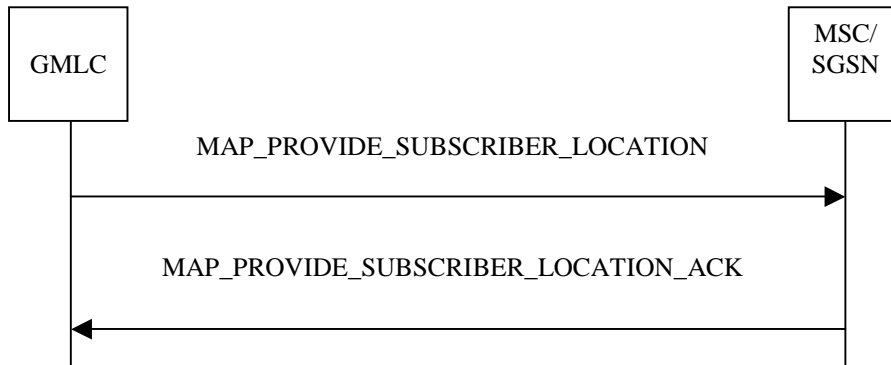 GMLC
MSC/
SGSN
MAP_PROVIDE_SUBSCRIBER_LOCATION
MAP_PROVIDE_SUBSCRIBER_LOCATION_ACK